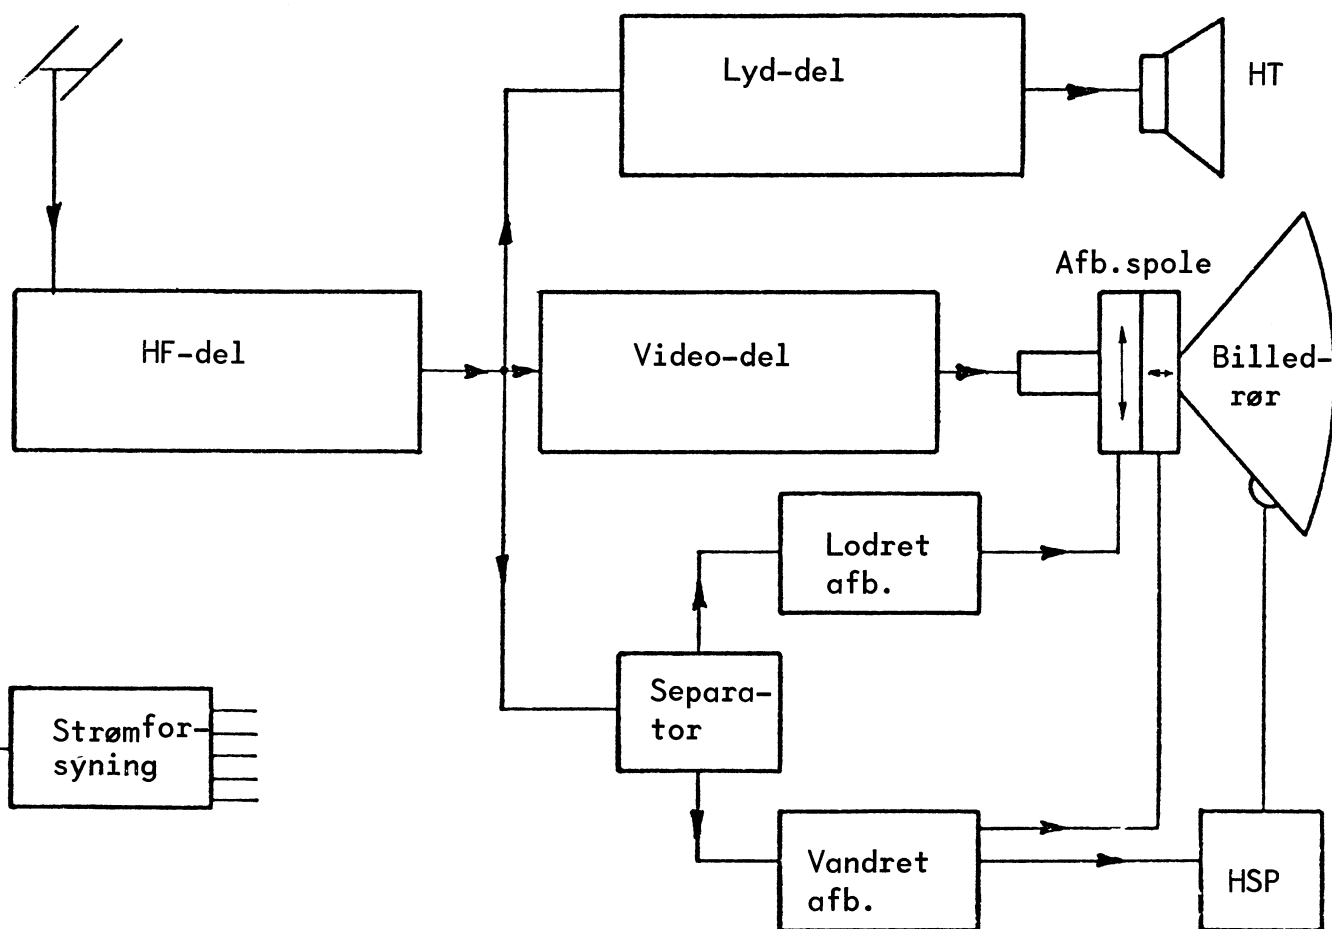 Lyd-del
HT
Afb.spole
HF-del
Video-del
Billed-
rør
Lodret
afb.
Separa-
tor
Strømfor-
syning
Vandret
afb.
HSP